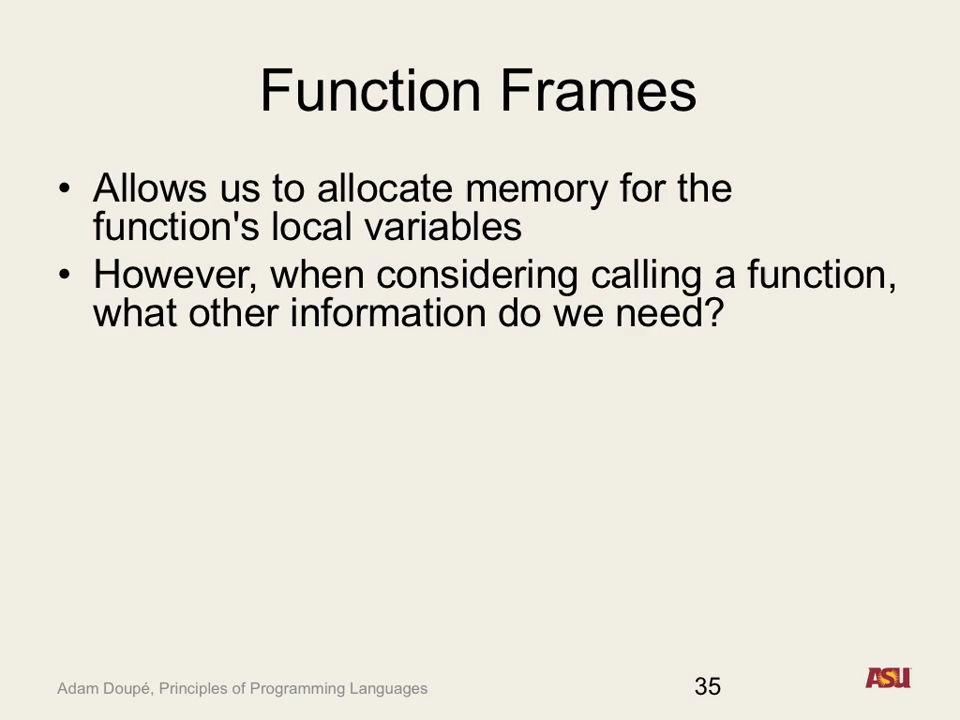 Function Frames
• Allows us to allocate memory for the
function's local variables
• However, when considering calling a function,
what other information do we need?
Adam Doupé, Principles of Programming Languages
35
ASU